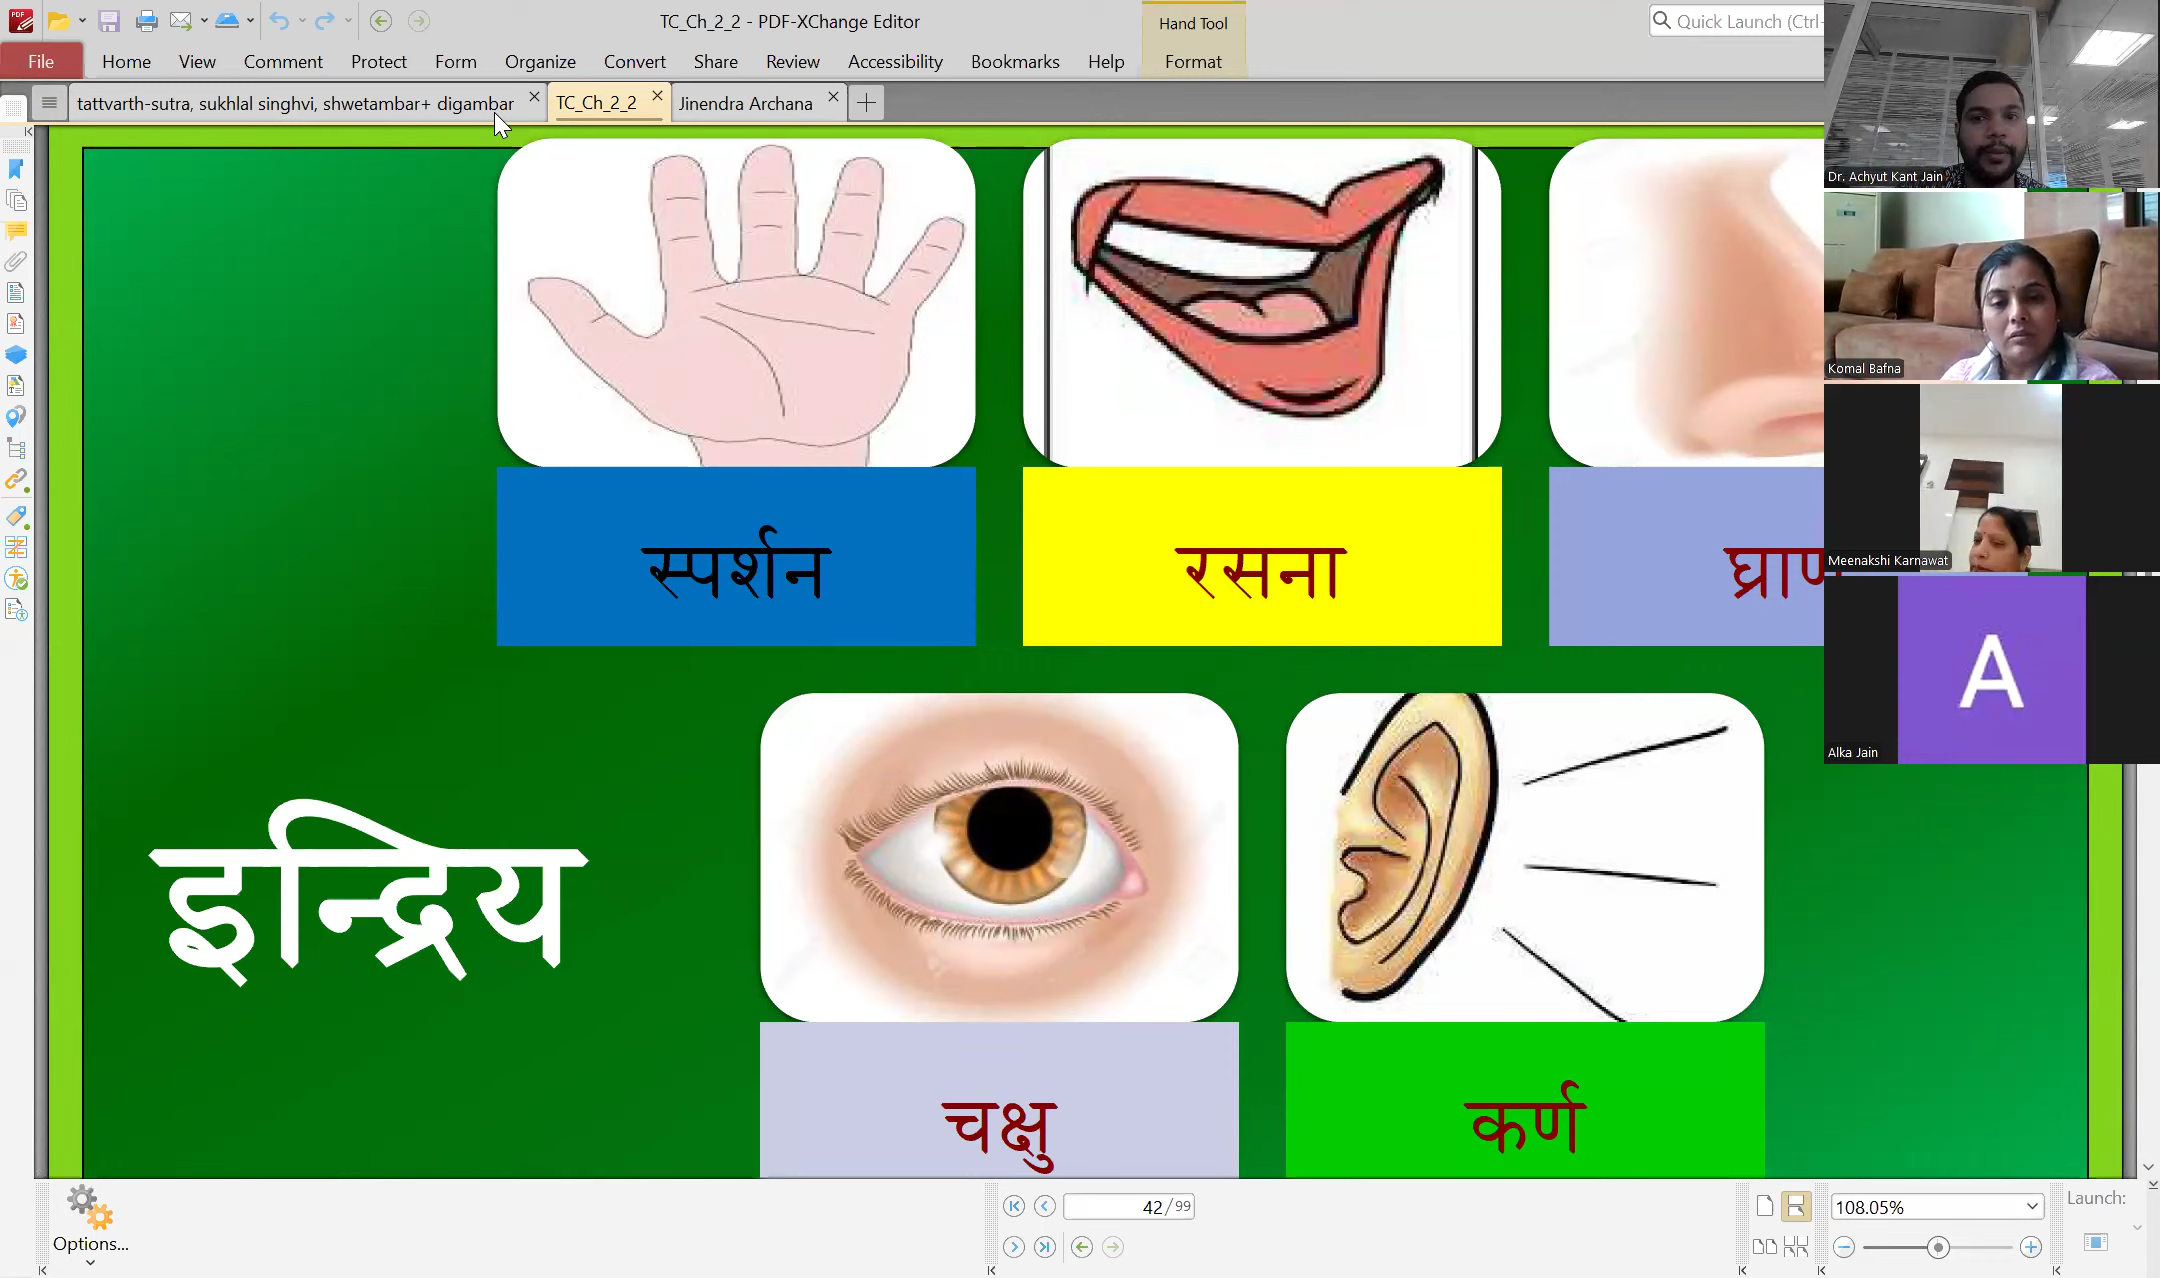 TC_Ch_2_2 - PDF-XChange Editor
Hand Tool
Quick Launch (Ctrl-
File Home View Comment Protect Form Organize Convert Share Review Accessibility Bookmarks Help Format
tattvarth-sutra, sukhlal singhvi, shwetambar+ digambar
TC_Ch_2_2
Jinendra Archana
Dr. Achyut Kant Jain
Komal Bafna
Meenakshi Karnawat
A
Alka Jain
स्पर्शन
रसना
घ्राण
इन्द्रिय
चक्षु
कर्ण
Options...
42 / 99
108.05%
Launch: